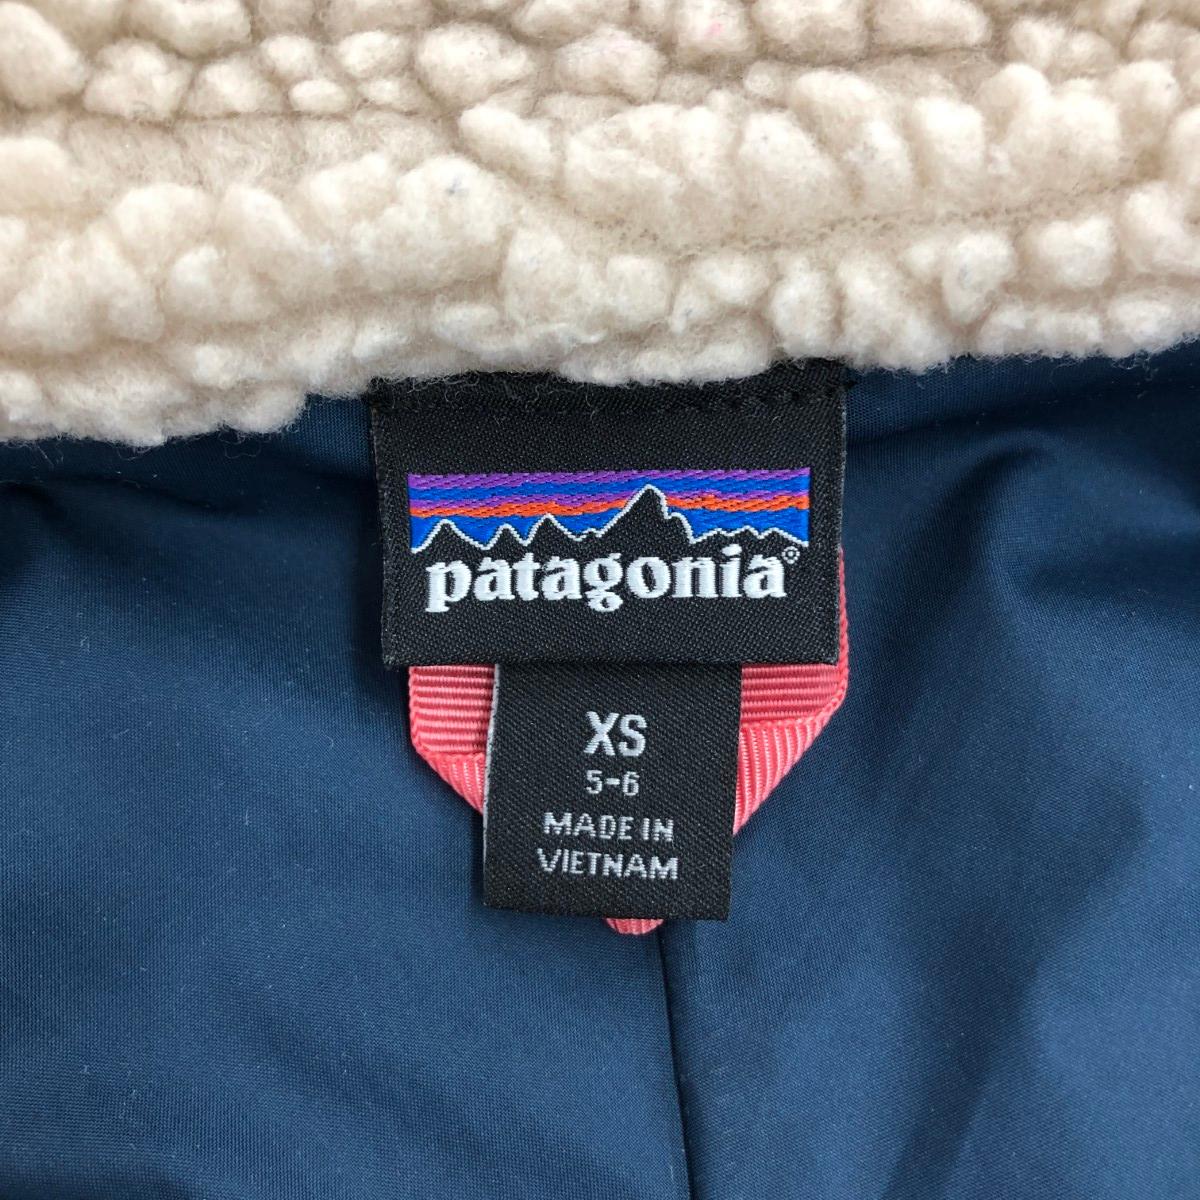 patagonia®
XS
5-6
MADE IN
VIETNAM